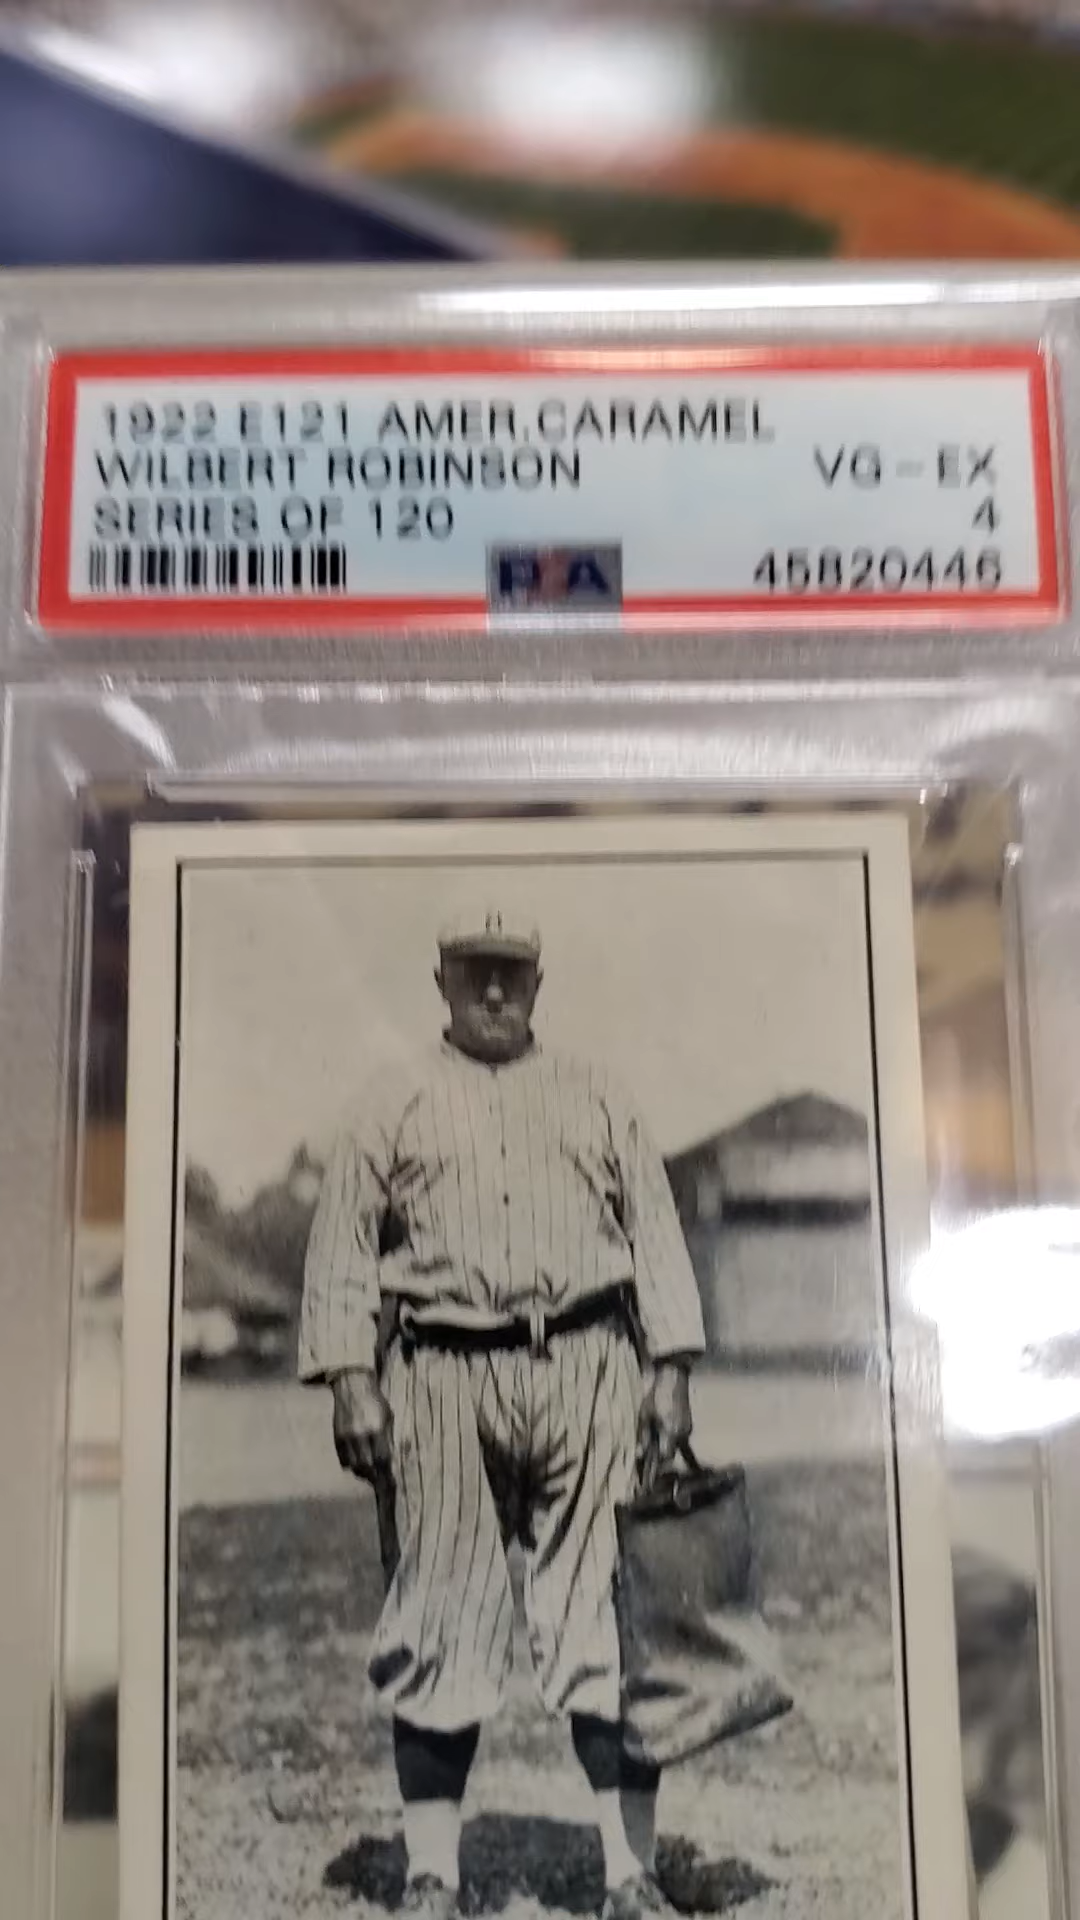 1922 E121 AMER.CARAMEL
WILBERT ROBINSON VG-EX
SERIES OF 120 4
PSA 45820446